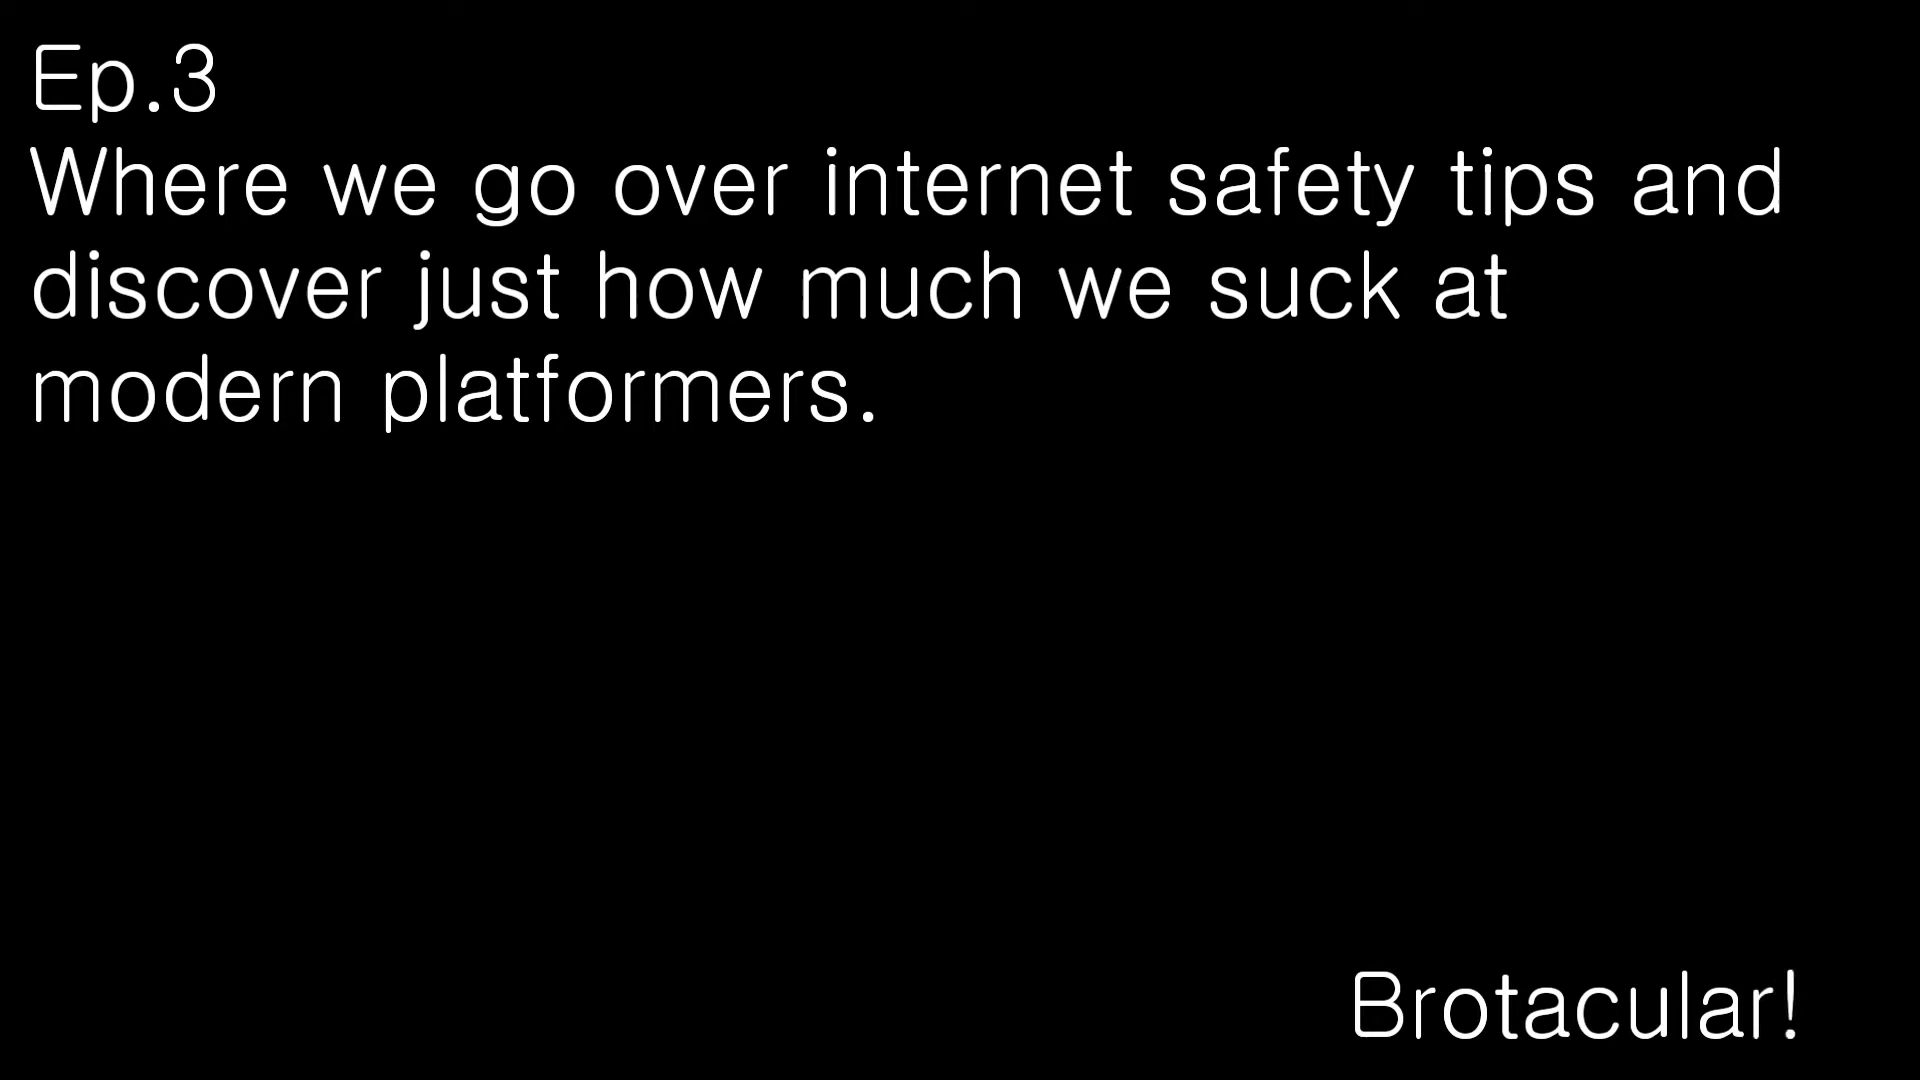 Ep.3
Where we go over internet safety tips and
discover just how much we suck at
modern platformers.
Brotacular!